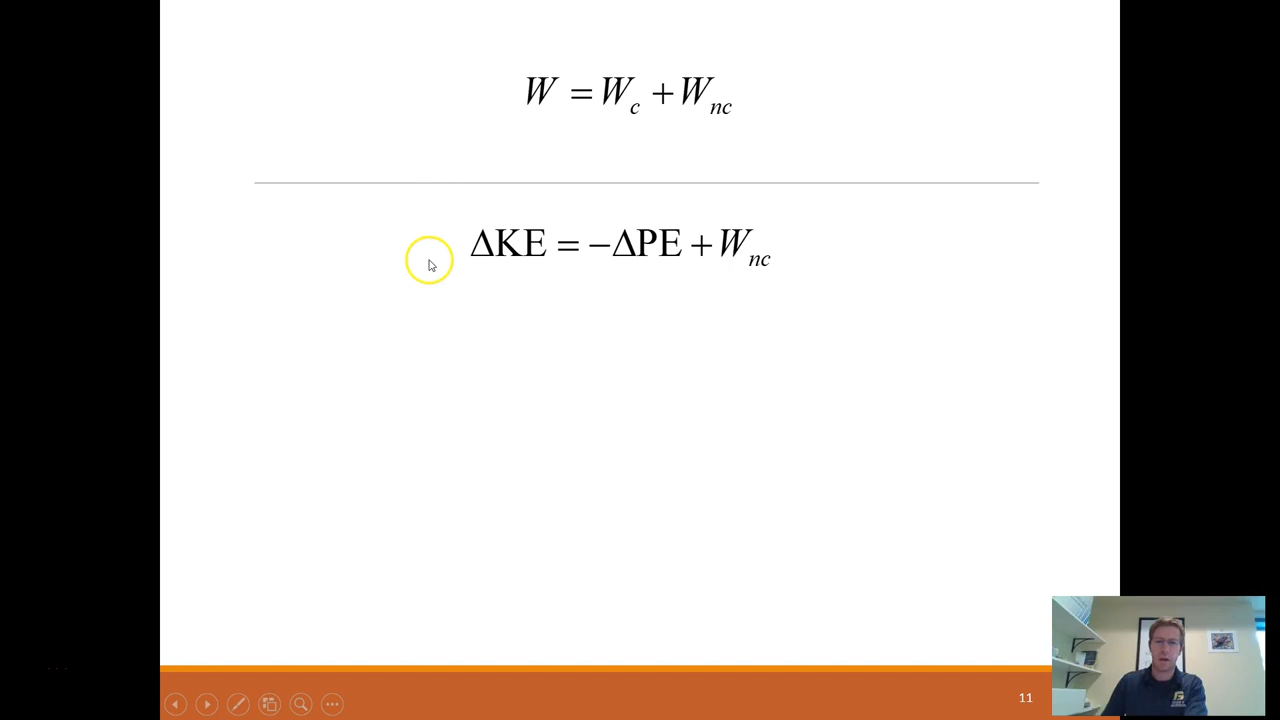 W = W_c + W_nc
ΔKE = −ΔPE + W_nc
11